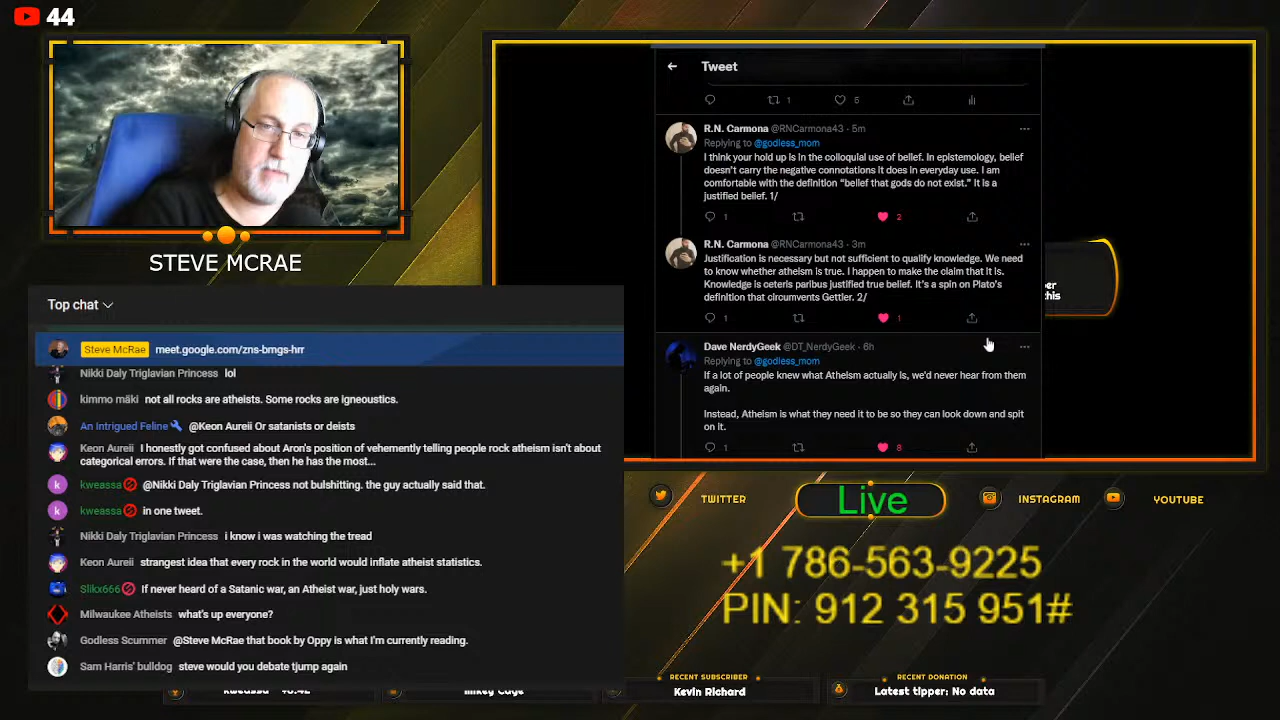 44
STEVE MCRAE
Top chat
Steve McRae meet.google.com/zns-bmgs-hrr
Nikki Daly Triglavian Princess lol
kimmo mäki not all rocks are atheists. Some rocks are igneoustics.
An Intrigued Feline @Keon Aureii Or satanists or deists
Keon Aureii I honestly got confused about Aron's position of vehemently telling people rock atheism isn't about
categorical errors. If that were the case, then he has the most...
k kweassa @Nikki Daly Triglavian Princess not bulshitting. the guy actually said that.
k kweassa in one tweet.
Nikki Daly Triglavian Princess i know i was watching the tread
Keon Aureii strangest idea that every rock in the world would inflate atheist statistics.
Slikx666 If never heard of a Satanic war, an Atheist war, just holy wars.
Milwaukee Atheists what's up everyone?
Godless Scummer @Steve McRae that book by Oppy is what I'm currently reading.
Sam Harris' bulldog steve would you debate tjump again
Tweet
1 6
R.N. Carmona @RNCarmona43 · 5m
Replying to @godless_mom
I think your hold up is in the colloquial use of belief. In epistemology, belief
doesn't carry the negative connotations it does in everyday use. I am
comfortable with the definition "belief that gods do not exist." It is a
justified belief. 1/
1 2
R.N. Carmona @RNCarmona43 · 3m
Justification is necessary but not sufficient to qualify knowledge. We need
to know whether atheism is true. I happen to make the claim that it is.
Knowledge is ceteris paribus justified true belief. It's a spin on Plato's
definition that circumvents Gettier. 2/
1 1
Dave NerdyGeek @DT_NerdyGeek · 6h
Replying to @godless_mom
If a lot of people knew what Atheism actually is, we'd never hear from them
again.
Instead, Atheism is what they need it to be so they can look down and spit
on it.
1 8
TWITTER
Live
INSTAGRAM
YOUTUBE
+1 786-563-9225
PIN: 912 315 951#
RECENT SUBSCRIBER
Kevin Richard
RECENT DONATION
Latest tipper: No data